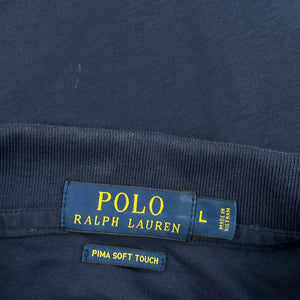 POLO
RALPH LAUREN
L
MADE IN
VIETNAM
PIMA SOFT TOUCH